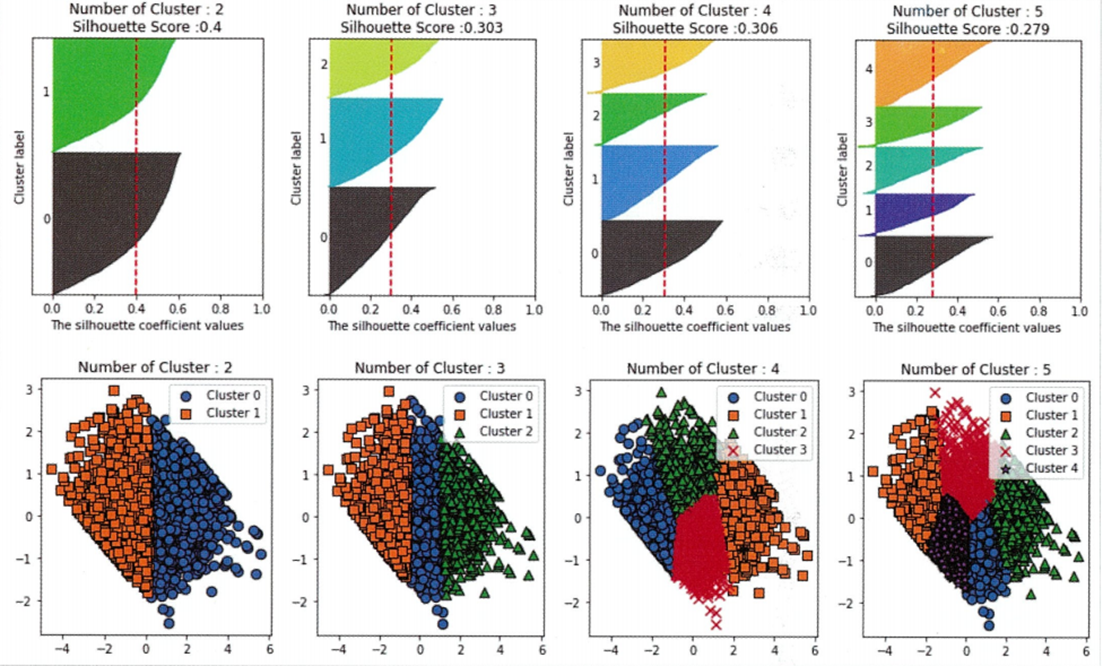 Number of Cluster : 2
Silhouette Score :0.4
Cluster label
1
0
0.0 0.2 0.4 0.6 0.8 1.0
The silhouette coefficient values
Number of Cluster : 3
Silhouette Score :0.303
Cluster label
2
1
0
0.0 0.2 0.4 0.6 0.8 1.0
The silhouette coefficient values
Number of Cluster : 4
Silhouette Score :0.306
Cluster label
3
2
1
0
0.0 0.2 0.4 0.6 0.8 1.0
The silhouette coefficient values
Number of Cluster : 5
Silhouette Score :0.279
Cluster label
4
3
2
1
0
0.0 0.2 0.4 0.6 0.8 1.0
The silhouette coefficient values
Number of Cluster : 2
Cluster 0
Cluster 1
3
2
1
0
−1
−2
−4 −2 0 2 4 6
Number of Cluster : 3
Cluster 0
Cluster 1
Cluster 2
3
2
1
0
−1
−2
−4 −2 0 2 4 6
Number of Cluster : 4
Cluster 0
Cluster 1
Cluster 2
Cluster 3
3
2
1
0
−1
−2
−4 −2 0 2 4 6
Number of Cluster : 5
Cluster 0
Cluster 1
Cluster 2
Cluster 3
Cluster 4
3
2
1
0
−1
−2
−4 −2 0 2 4 6